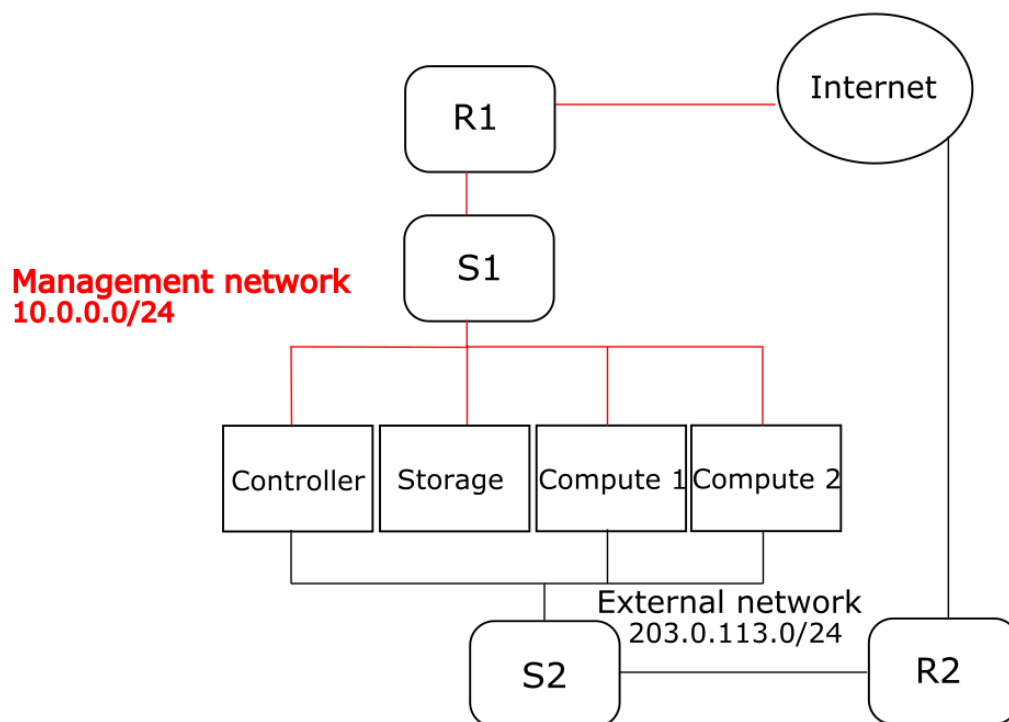 Internet
R1
S1
Management network
10.0.0.0/24
Controller
Storage
Compute 1
Compute 2
External network
203.0.113.0/24
S2
R2